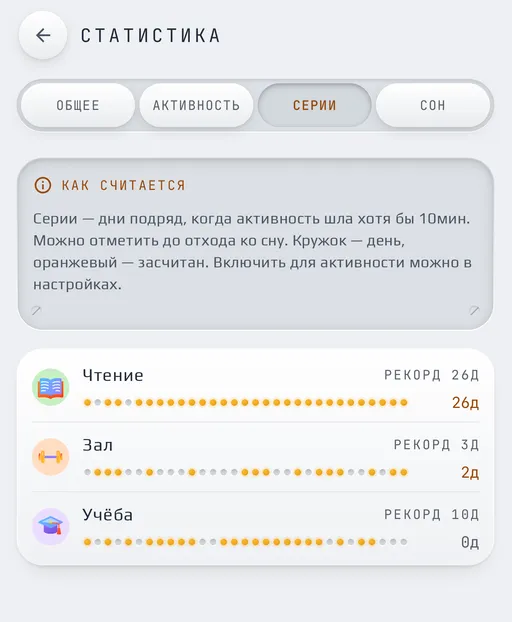 СТАТИСТИКА
ОБЩЕЕ
АКТИВНОСТЬ
СЕРИИ
СОН
КАК СЧИТАЕТСЯ
Серии — дни подряд, когда активность шла хотя бы 10мин.
Можно отметить до отхода ко сну. Кружок — день,
оранжевый — засчитан. Включить для активности можно в
настройках.
Чтение
РЕКОРД 26Д
26д
Зал
РЕКОРД 3Д
2д
Учёба
РЕКОРД 10Д
0д